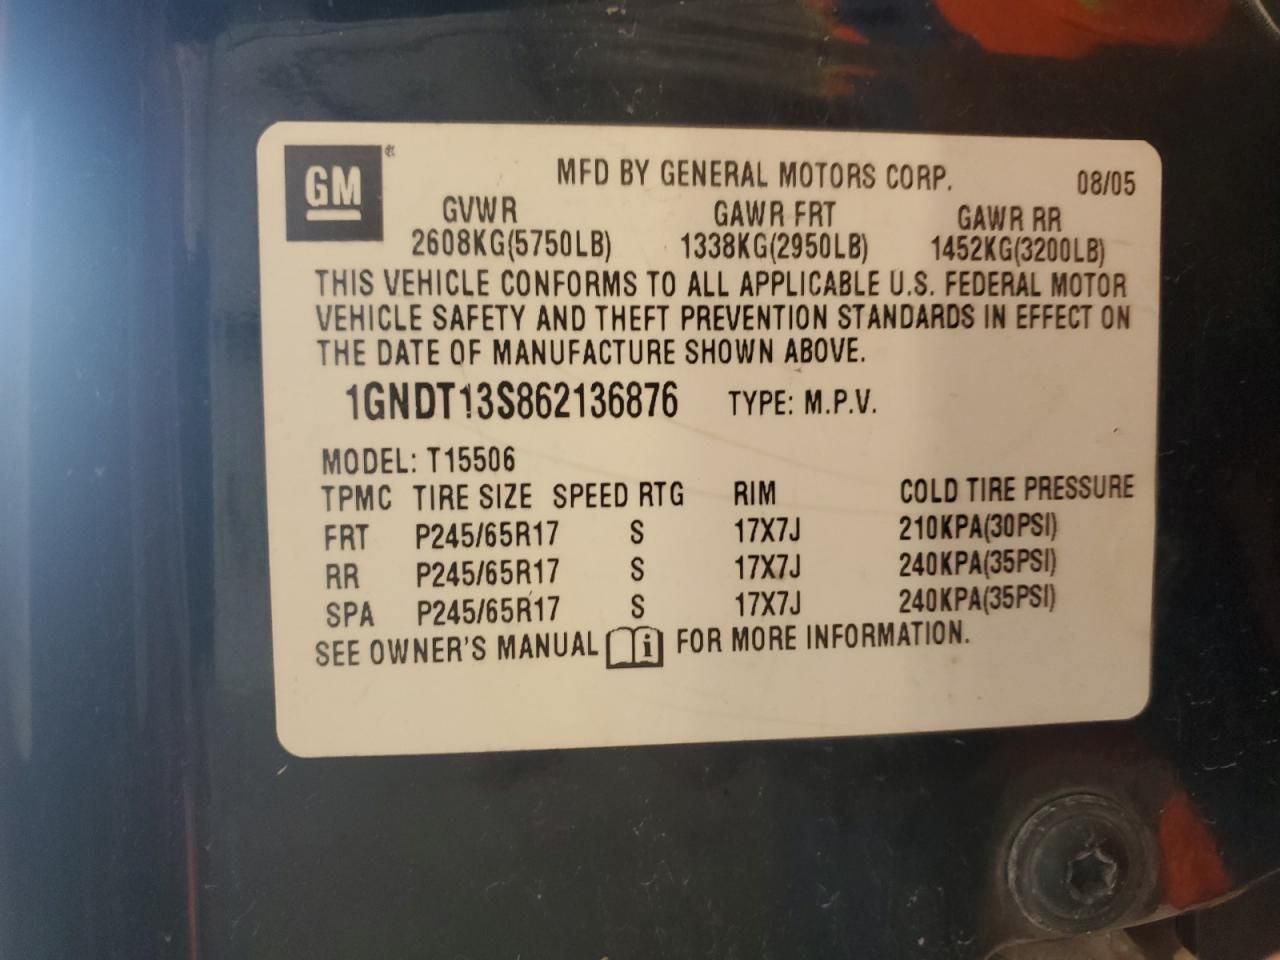 GM®
MFD BY GENERAL MOTORS CORP. 08/05
GVWR GAWR FRT GAWR RR
2608KG(5750LB) 1338KG(2950LB) 1452KG(3200LB)
THIS VEHICLE CONFORMS TO ALL APPLICABLE U.S. FEDERAL MOTOR
VEHICLE SAFETY AND THEFT PREVENTION STANDARDS IN EFFECT ON
THE DATE OF MANUFACTURE SHOWN ABOVE.
1GNDT13S862136876 TYPE: M.P.V.
MODEL: T15506
TPMC TIRE SIZE SPEED RTG RIM COLD TIRE PRESSURE
FRT P245/65R17 S 17X7J 210KPA(30PSI)
RR P245/65R17 S 17X7J 240KPA(35PSI)
SPA P245/65R17 S 17X7J 240KPA(35PSI)
SEE OWNER'S MANUAL i FOR MORE INFORMATION.